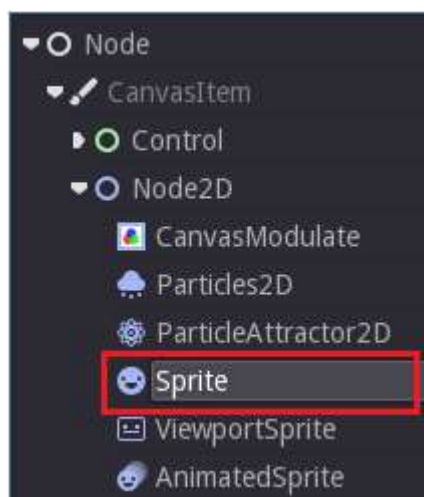 Node
CanvasItem
Control
Node2D
CanvasModulate
Particles2D
ParticleAttractor2D
Sprite
ViewportSprite
AnimatedSprite